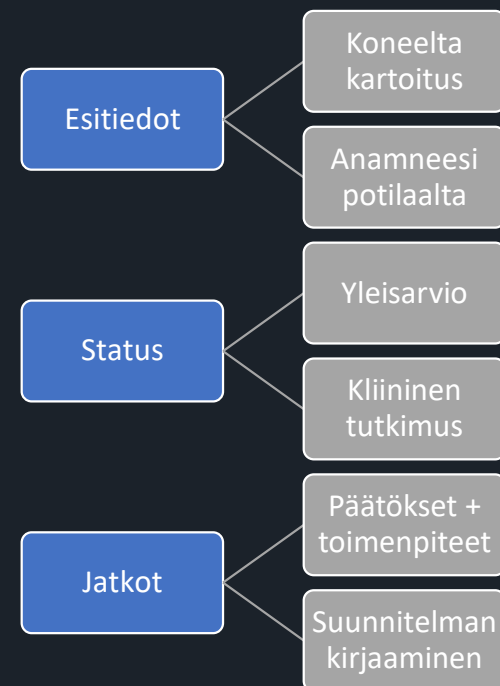 Esitiedot
Koneelta
kartoitus
Anamneesi
potilaalta
Status
Yleisarvio
Kliininen
tutkimus
Jatkot
Päätökset +
toimenpiteet
Suunnitelman
kirjaaminen